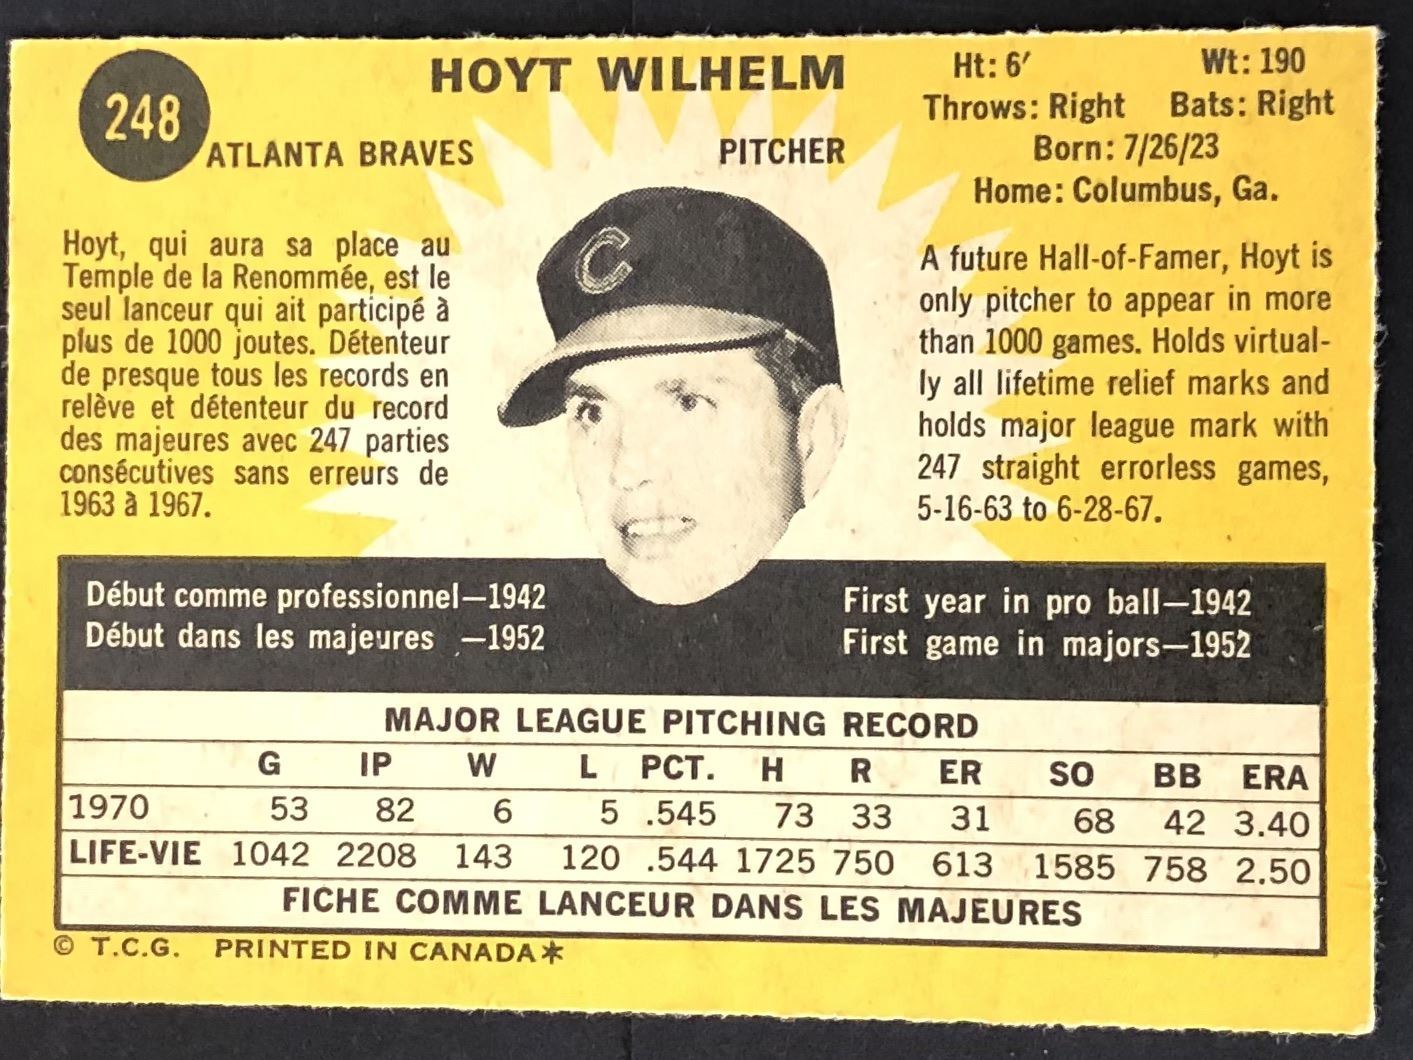 248
HOYT WILHELM
ATLANTA BRAVES
PITCHER
Ht: 6′ Wt: 190
Throws: Right Bats: Right
Born: 7/26/23
Home: Columbus, Ga.
Hoyt, qui aura sa place au
Temple de la Renommée, est le
seul lanceur qui ait participé à
plus de 1000 joutes. Détenteur
de presque tous les records en
relève et détenteur du record
des majeures avec 247 parties
consécutives sans erreurs de
1963 à 1967.
C
A future Hall-of-Famer, Hoyt is
only pitcher to appear in more
than 1000 games. Holds virtual-
ly all lifetime relief marks and
holds major league mark with
247 straight errorless games,
5-16-63 to 6-28-67.
Début comme professionnel—1942
Début dans les majeures —1952
First year in pro ball—1942
First game in majors—1952
MAJOR LEAGUE PITCHING RECORD
G IP W L PCT. H R ER SO BB ERA
1970 53 82 6 5 .545 73 33 31 68 42 3.40
LIFE-VIE 1042 2208 143 120 .544 1725 750 613 1585 758 2.50
FICHE COMME LANCEUR DANS LES MAJEURES
© T.C.G. PRINTED IN CANADA*